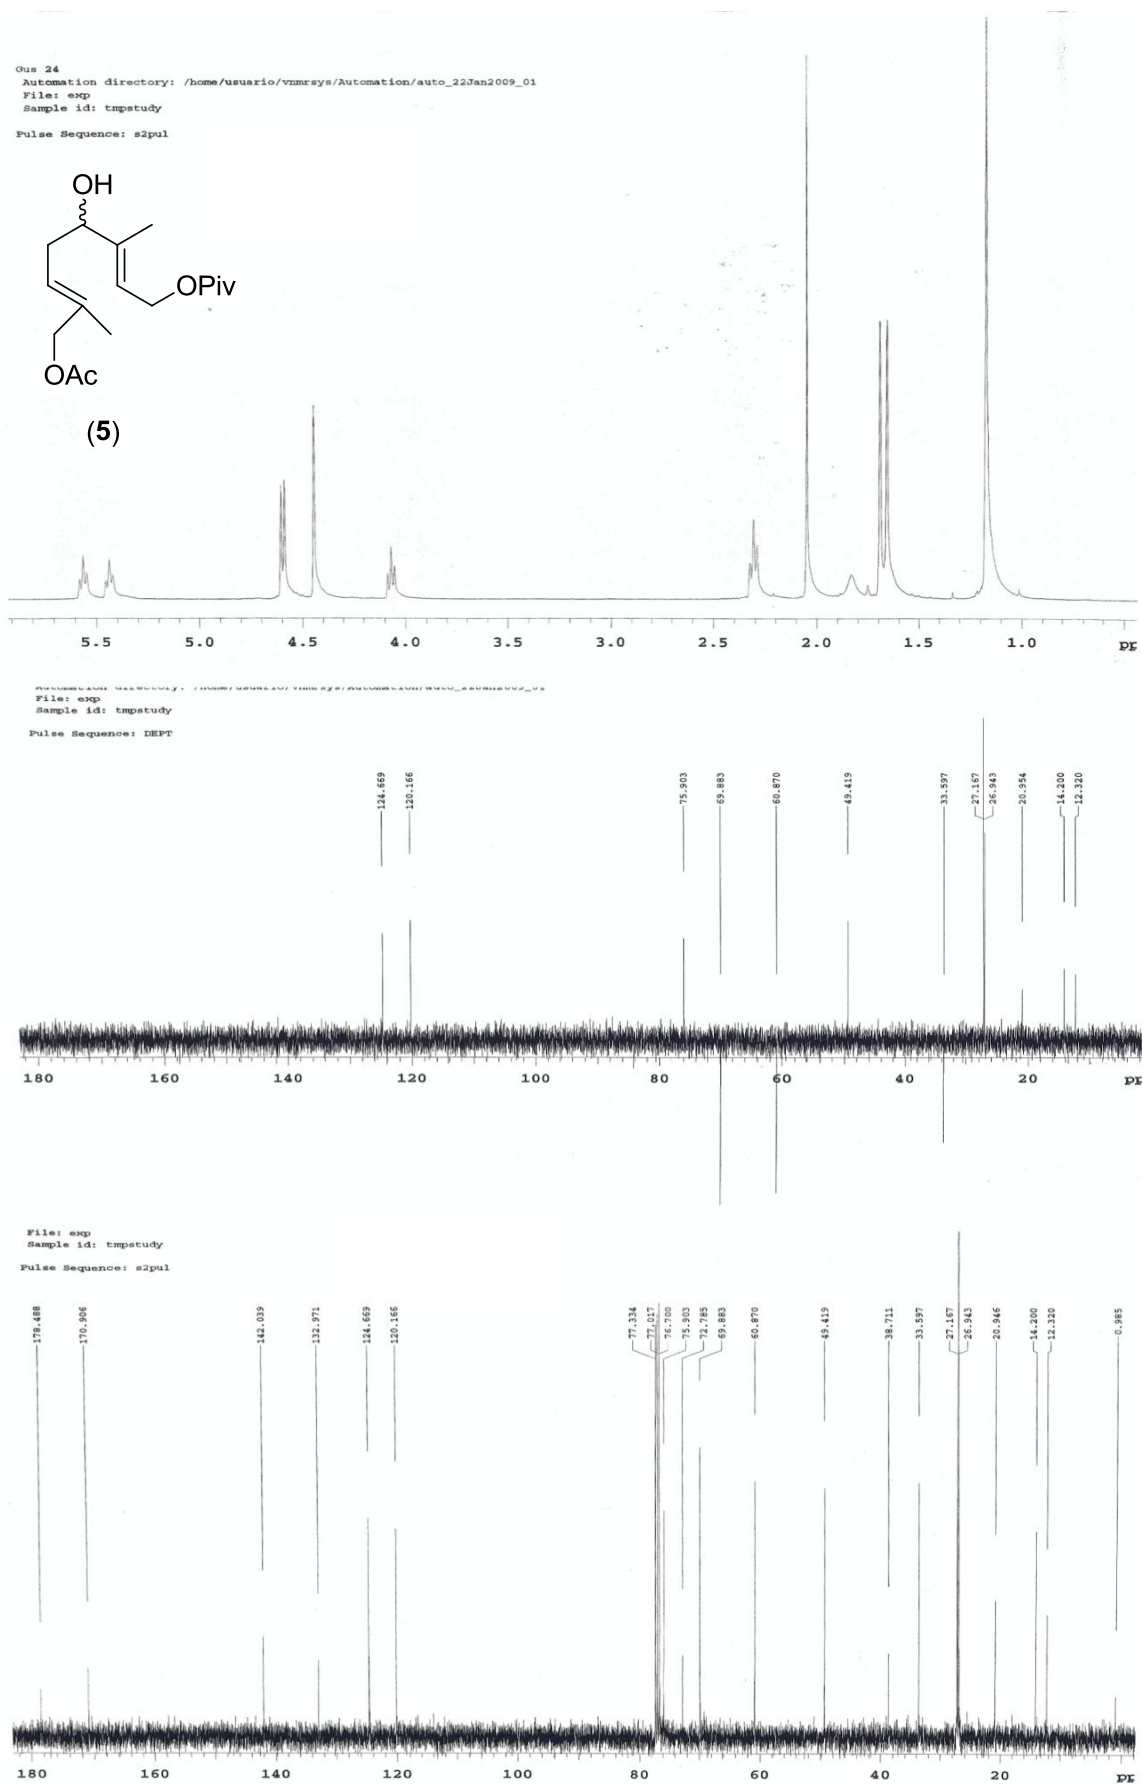 Gus 24
Automation directory: /home/usuario/vnmrsys/Automation/auto_22Jan2009_01
File: exp
Sample id: tmpstudy
Pulse Sequence: s2pul
OH
OPiv
OAc
(5)
5.5 5.0 4.5 4.0 3.5 3.0 2.5 2.0 1.5 1.0 pp
File: exp
Sample id: tmpstudy
Pulse Sequence: DEPT
124.669 120.166 75.903 69.883 60.870 49.419 33.597 27.167 26.943 20.954 14.200 12.320
180 160 140 120 100 80 60 40 20 pp
File: exp
Sample id: tmpstudy
Pulse Sequence: s2pul
178.488 170.906 142.039 132.971 124.669 120.166 77.334 77.017 76.700 75.903 72.785 69.883 60.870 49.419 38.711 33.597 27.167 26.943 20.946 14.200 12.320 0.985
180 160 140 120 100 80 60 40 20 pp